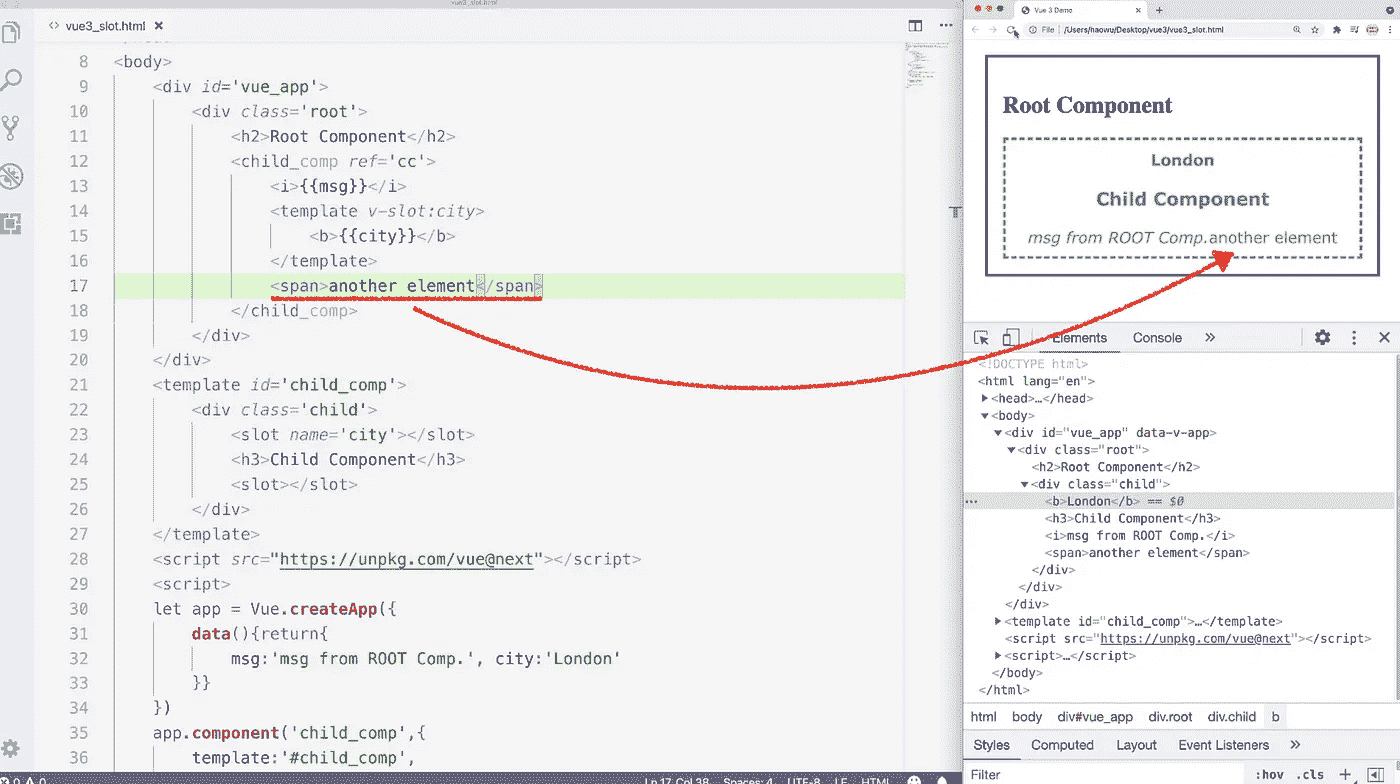 vue3_slot.html
<> vue3_slot.html ×
8 <body>
9 <div id='vue_app'>
10 <div class='root'>
11 <h2>Root Component</h2>
12 <child_comp ref='cc'>
13 <i>{{msg}}</i>
14 <template v-slot:city>
15 <b>{{city}}</b>
16 </template>
17 <span>another element</span>
18 </child_comp>
19 </div>
20 </div>
21 <template id='child_comp'>
22 <div class='child'>
23 <slot name='city'></slot>
24 <h3>Child Component</h3>
25 <slot></slot>
26 </div>
27 </template>
28 <script src="https://unpkg.com/vue@next"></script>
29 <script>
30 let app = Vue.createApp({
31 data(){return{
32 msg:'msg from ROOT Comp.', city:'London'
33 }}
34 })
35 app.component('child_comp',{
36 template:'#child_comp',
0 0
Ln 17, Col 38 Spaces: 4 UTF-8 LF HTML
Vue 3 Demo
File | /Users/haowu/Desktop/vue3/vue3_slot.html
Root Component
London
Child Component
msg from ROOT Comp.another element
Elements Console »
<!DOCTYPE html>
<html lang="en">
<head>…</head>
<body>
<div id="vue_app" data-v-app>
<div class="root">
<h2>Root Component</h2>
<div class="child">
<b>London</b> == $0
<h3>Child Component</h3>
<i>msg from ROOT Comp.</i>
<span>another element</span>
</div>
</div>
</div>
<template id="child_comp">…</template>
<script src="https://unpkg.com/vue@next"></script>
<script>…</script>
</body>
</html>
html body div#vue_app div.root div.child b
Styles Computed Layout Event Listeners »
Filter :hov .cls +